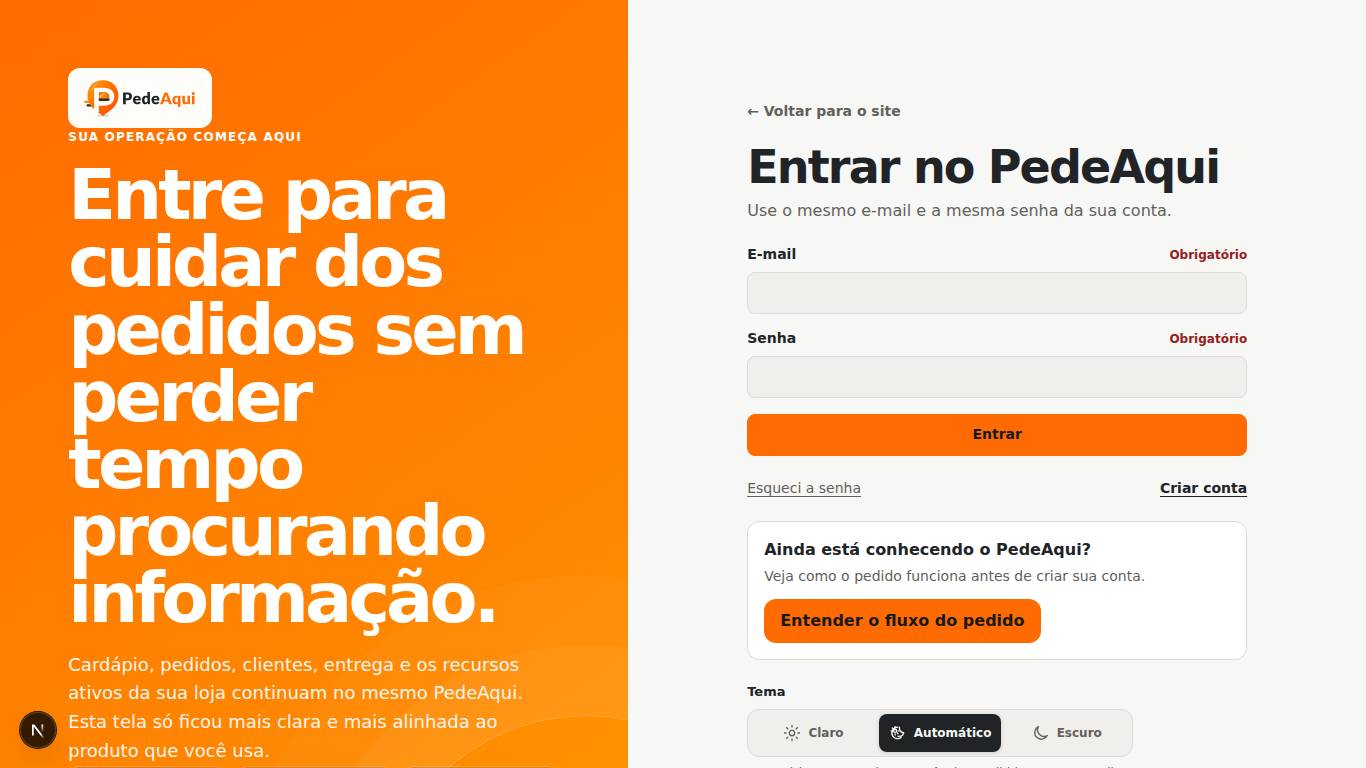 PedeAqui
SUA OPERAÇÃO COMEÇA AQUI
Entre para
cuidar dos
pedidos sem
perder
tempo
procurando
informação.
Cardápio, pedidos, clientes, entrega e os recursos
ativos da sua loja continuam no mesmo PedeAqui.
Esta tela só ficou mais clara e mais alinhada ao
produto que você usa.
N
← Voltar para o site
Entrar no PedeAqui
Use o mesmo e-mail e a mesma senha da sua conta.
E-mail Obrigatório
Senha Obrigatório
Entrar
Esqueci a senha Criar conta
Ainda está conhecendo o PedeAqui?
Veja como o pedido funciona antes de criar sua conta.
Entender o fluxo do pedido
Tema
Claro Automático Escuro